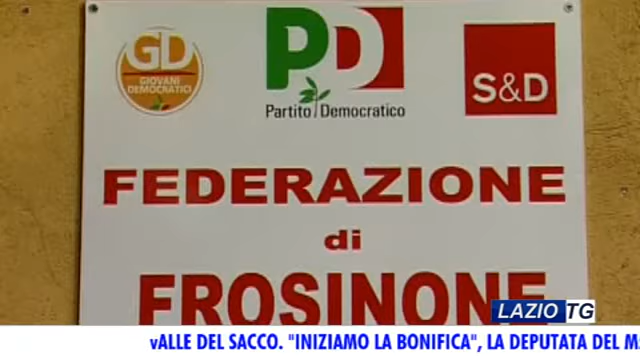 GD
GIOVANI
DEMOCRATICI
PD
Partito Democratico
S&D
FEDERAZIONE
di
FROSINONE
LAZIO TG
vALLE DEL SACCO. "INIZIAMO LA BONIFICA", LA DEPUTATA DEL